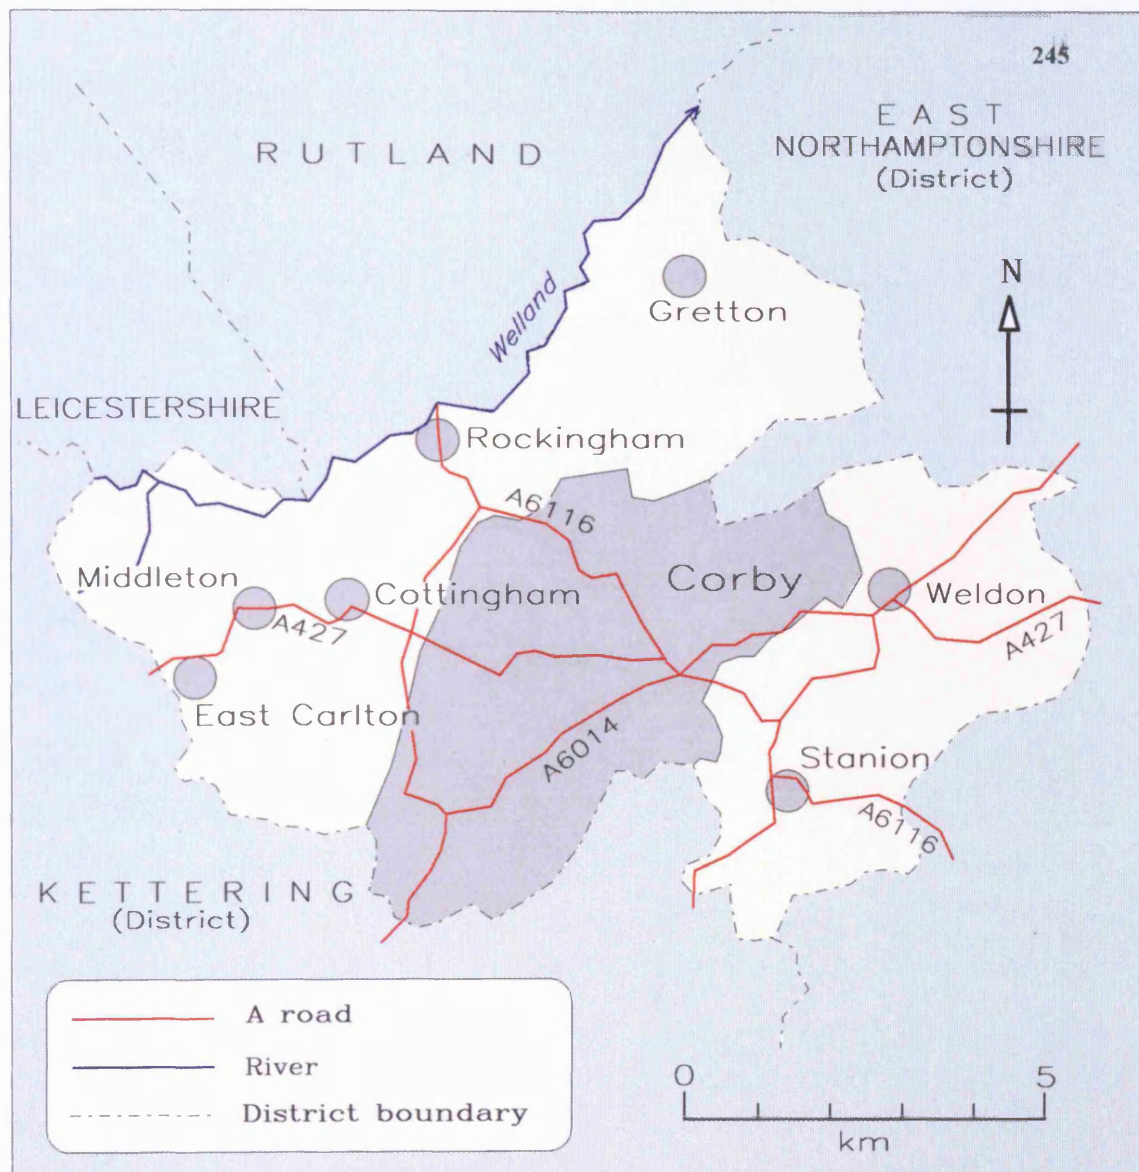 245
EAST
NORTHAMPTONSHIRE
(District)
RUTLAND
N
Welland
Gretton
LEICESTERSHIRE
Rockingham
A6116
Corby
Middleton
Cottingham
Weldon
A427
A427
East Carlton
A6014
Stanion
A6116
KETTERING
(District)
A road
River
District boundary
0 5
km